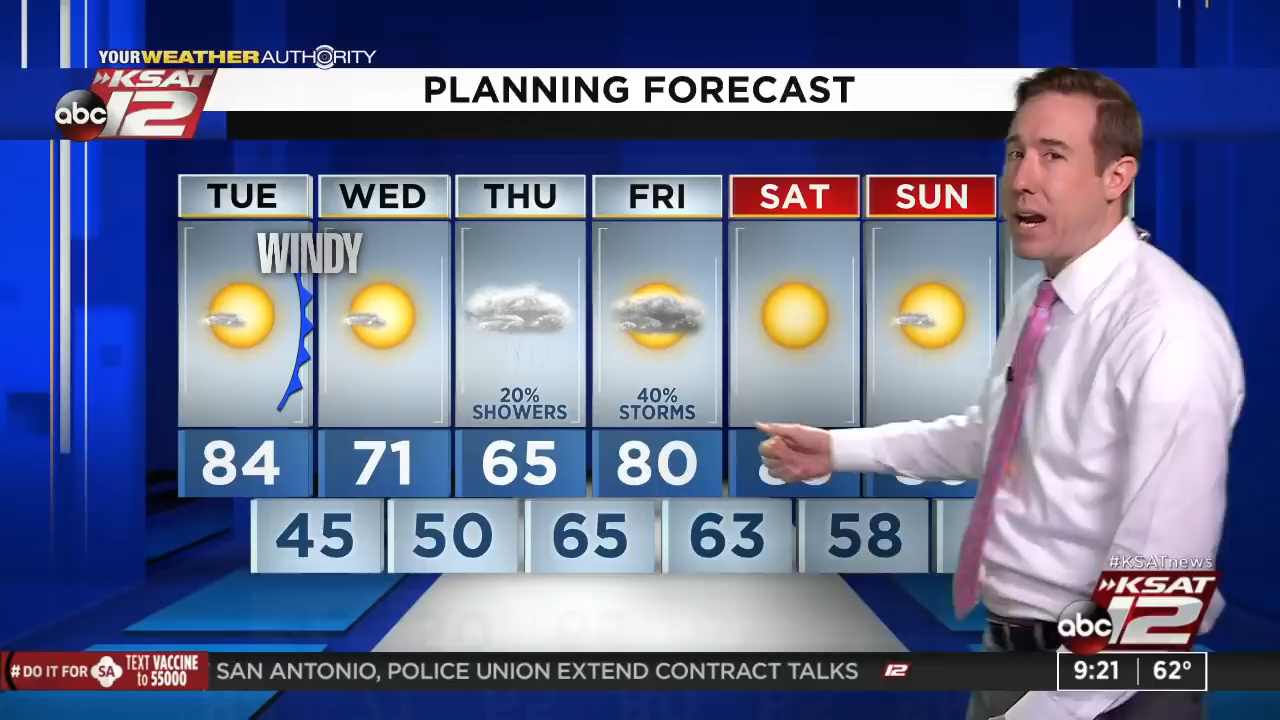 YOURWEATHERAUTHORITY
KSAT
abc 12
PLANNING FORECAST
TUE WED THU FRI SAT SUN
WINDY
20% SHOWERS
40% STORMS
84 71 65 80
45 50 65 63 58
#KSATnews
KSAT
abc 12
# DO IT FOR SA TEXT VACCINE to 55000
SAN ANTONIO, POLICE UNION EXTEND CONTRACT TALKS 12
9:21 62°